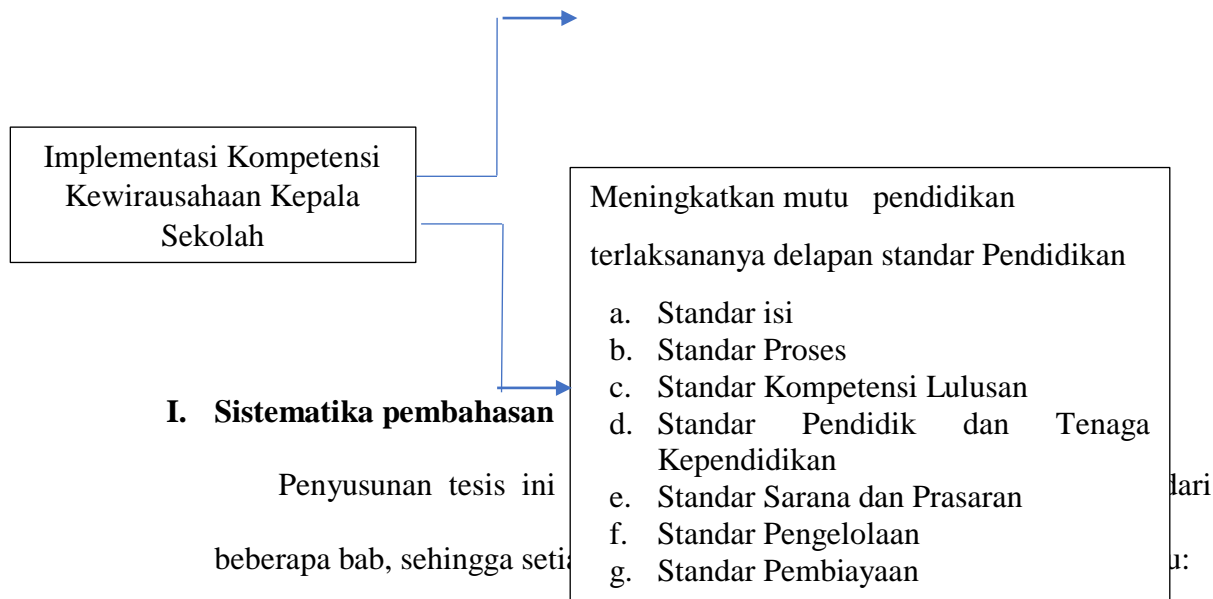 Implementasi Kompetensi
Kewirausahaan Kepala
Sekolah
Meningkatkan mutu pendidikan
terlaksananya delapan standar Pendidikan
a. Standar isi
b. Standar Proses
c. Standar Kompetensi Lulusan
d. Standar Pendidik dan Tenaga
Kependidikan
e. Standar Sarana dan Prasaran
f. Standar Pengelolaan
g. Standar Pembiayaan
I. Sistematika pembahasan
Penyusunan tesis ini dari
beberapa bab, sehingga u: